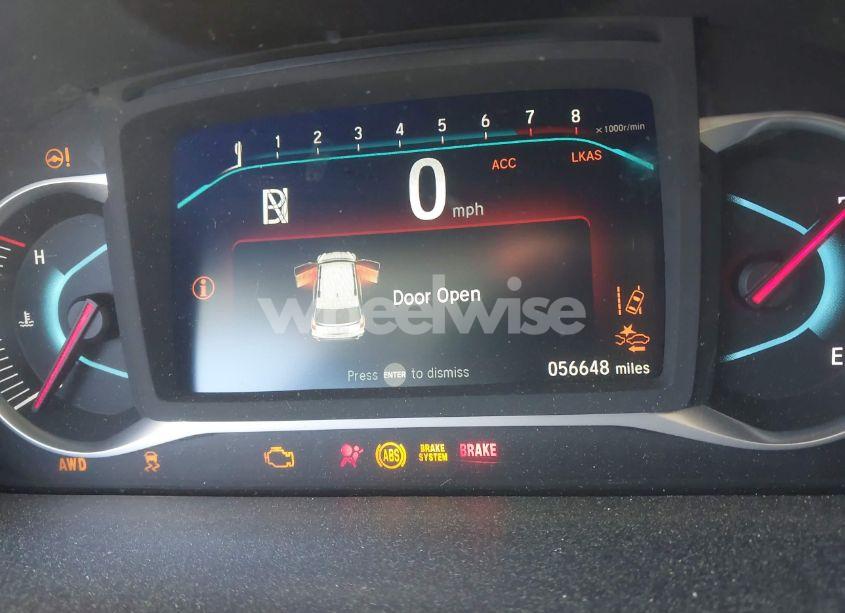 1 2 3 4 5 6 7 8
×1000r/min
ACC
LKAS
0 mph
H
Door Open
wheelwise
Press ENTER to dismiss
056648 miles
E
AWD
ABS
BRAKE
SYSTEM
BRAKE